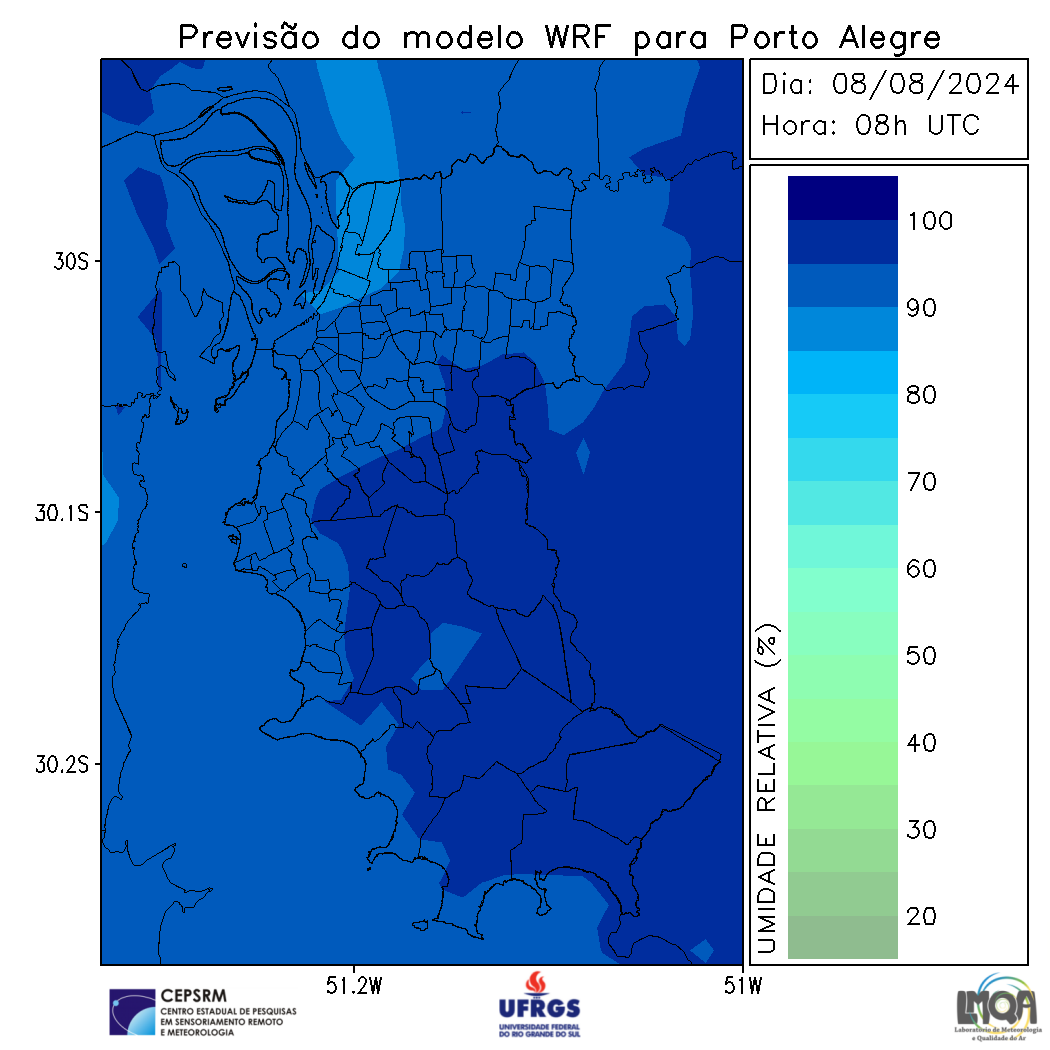 Previsão do modelo WRF para Porto Alegre
Dia: 08/08/2024
Hora: 08h UTC
30S
30.1S
30.2S
51.2W
51W
UMIDADE RELATIVA (%)
100
90
80
70
60
50
40
30
20
CEPSRM
CENTRO ESTADUAL DE PESQUISAS
EM SENSORIAMENTO REMOTO
E METEOROLOGIA
UFRGS
UNIVERSIDADE FEDERAL
DO RIO GRANDE DO SUL
LMQA
Laboratório de Meteorologia
e Qualidade do Ar